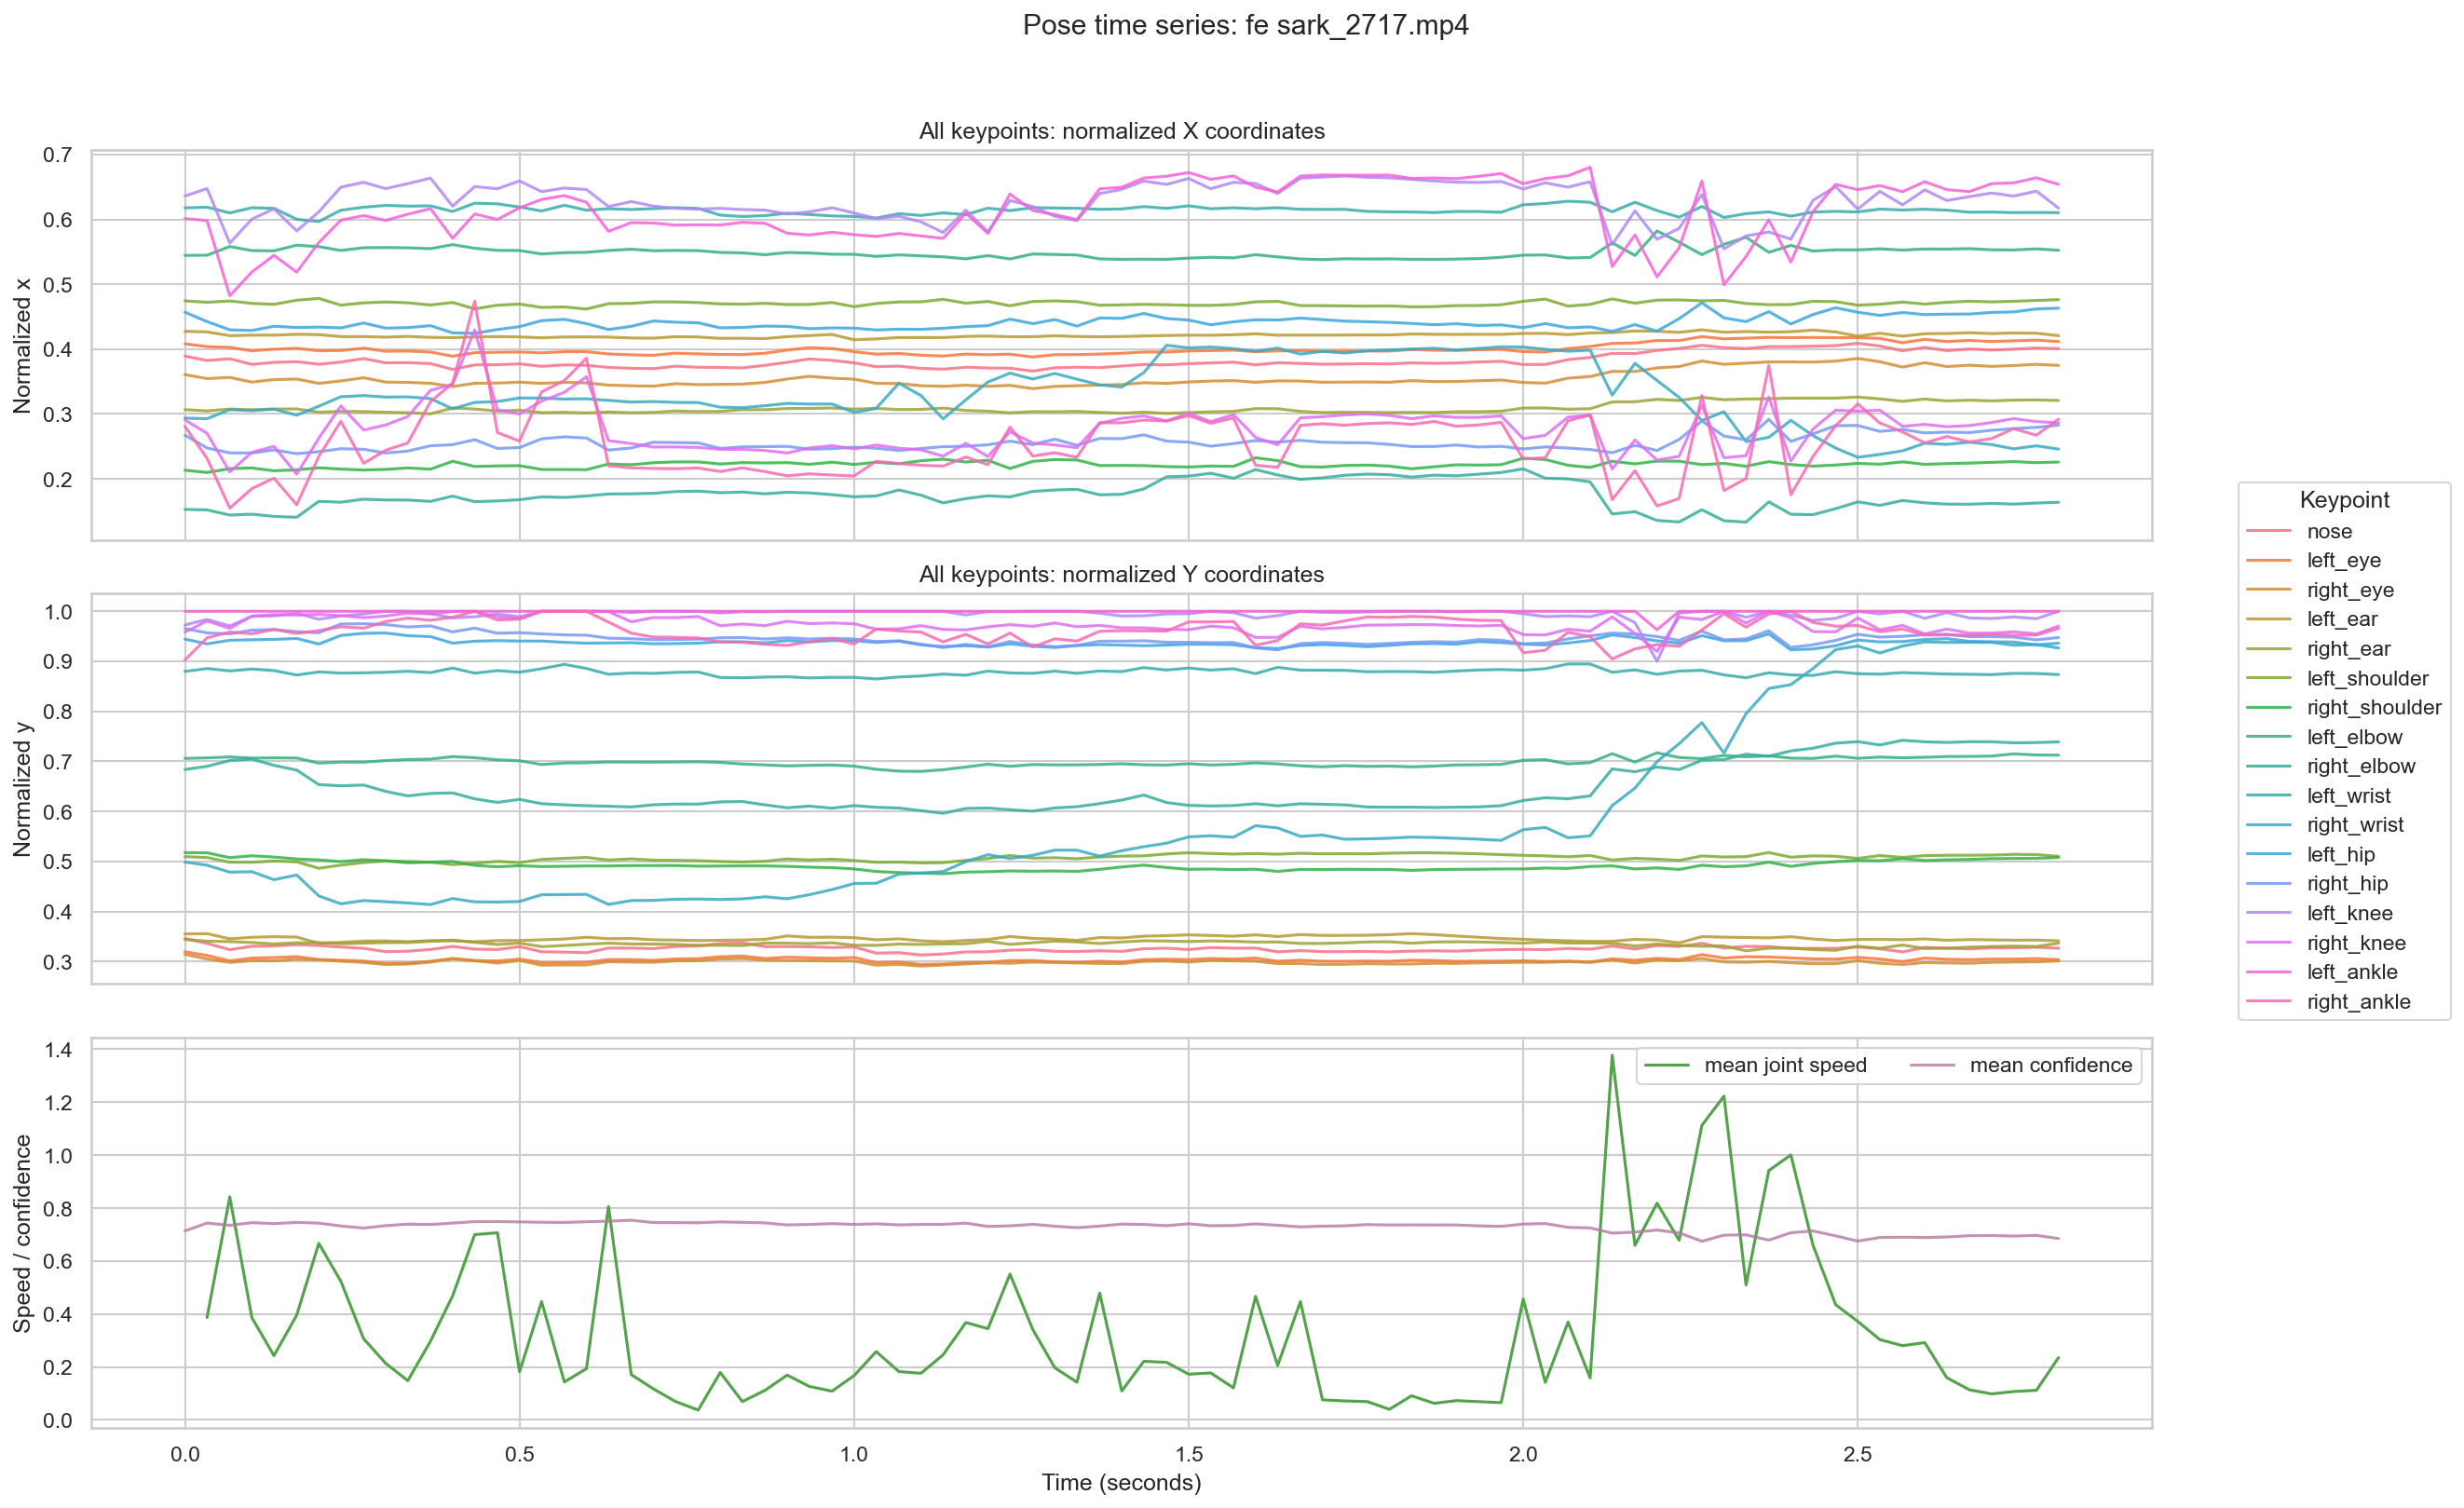 Pose time series: fe sark_2717.mp4
All keypoints: normalized X coordinates
0.7
0.6
0.5
0.4
0.3
0.2
Normalized x
All keypoints: normalized Y coordinates
1.0
0.9
0.8
0.7
0.6
0.5
0.4
0.3
Normalized y
Keypoint
nose
left_eye
right_eye
left_ear
right_ear
left_shoulder
right_shoulder
left_elbow
right_elbow
left_wrist
right_wrist
left_hip
right_hip
left_knee
right_knee
left_ankle
right_ankle
mean joint speed mean confidence
1.4
1.2
1.0
0.8
0.6
0.4
0.2
0.0
Speed / confidence
0.0 0.5 1.0 1.5 2.0 2.5
Time (seconds)